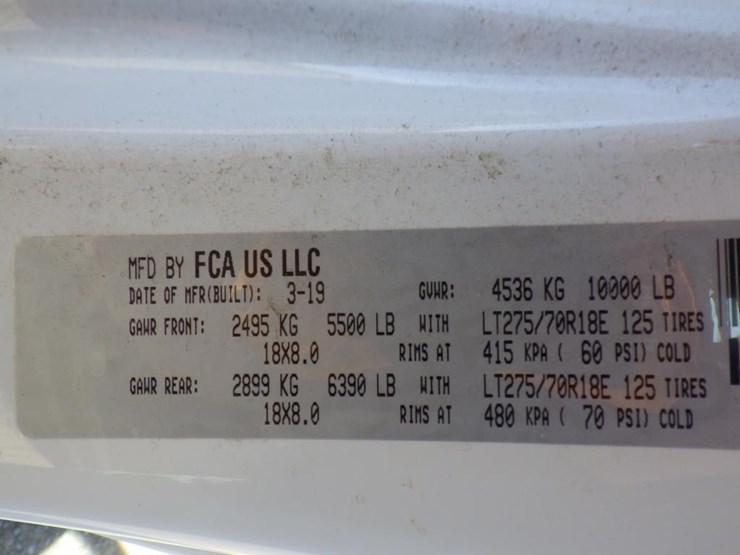 MFD BY FCA US LLC
DATE OF MFR(BUILT): 3-19 GVWR: 4536 KG 10000 LB
GAWR FRONT: 2495 KG 5500 LB WITH LT275/70R18E 125 TIRES
18X8.0 RIMS AT 415 KPA ( 60 PSI) COLD
GAWR REAR: 2899 KG 6390 LB WITH LT275/70R18E 125 TIRES
18X8.0 RIMS AT 480 KPA ( 70 PSI) COLD